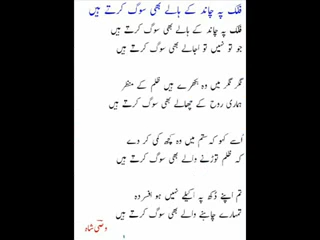 فلک پہ چاند کے ہالے بھی سوگ کرتے ہیں
فلک پہ چاند کے ہالے بھی سوگ کرتے ہیں
جو تو نہیں تو اجالے بھی سوگ کرتے ہیں
نگر نگر میں وہ بکھرے ہیں ظلم کے منظر
ہماری روح کے چھالے بھی سوگ کرتے ہیں
اُسے کہو کہ ستم میں وہ کچھ کمی کر دے
کہ ظلم توڑنے والے بھی سوگ کرتے ہیں
تم اپنے دکھ پہ اکیلے نہیں ہو افسردہ
تمہارے چاہنے والے بھی سوگ کرتے ہیں
وصی شاہ